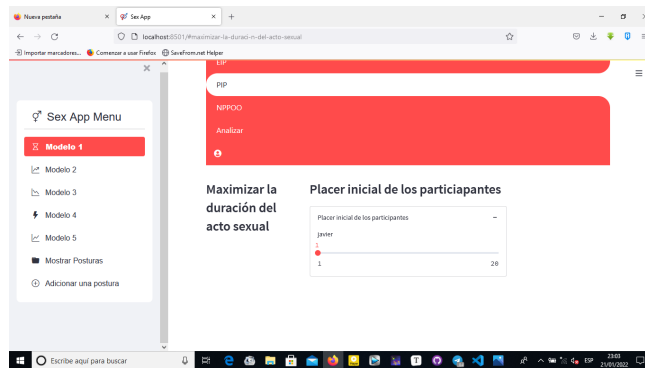 Nueva pestaña
Sex App
localhost:8501/#maximizar-la-duraci-n-del-acto-sexual
Importar marcadores... Comenzar a usar Firefox SaveFrom.net Helper
EIP
PIP
NPPOO
Analizar
Sex App Menu
Modelo 1
Modelo 2
Modelo 3
Modelo 4
Modelo 5
Mostrar Posturas
Adicionar una postura
Maximizar la
duración del
acto sexual
Placer inicial de los particiapantes
Placer inicial de los participantes
javier
1
1 20
Escribe aquí para buscar
ESP
23:03
21/01/2022